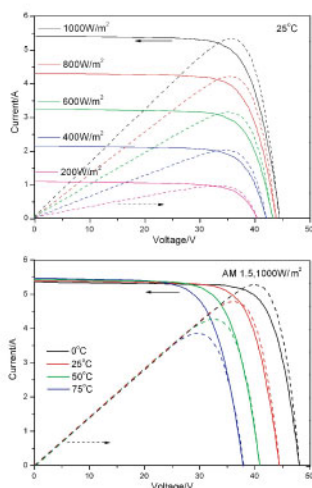 1000W/m²
25°C
800W/m²
600W/m²
400W/m²
200W/m²
Current/A
6
5
4
3
2
1
0
0 10 20 30 40 50
Voltage/V
AM 1.5,1000W/m²
0°C
25°C
50°C
75°C
Current/A
6
5
4
3
2
1
0
0 10 20 30 40 50
Voltage/V